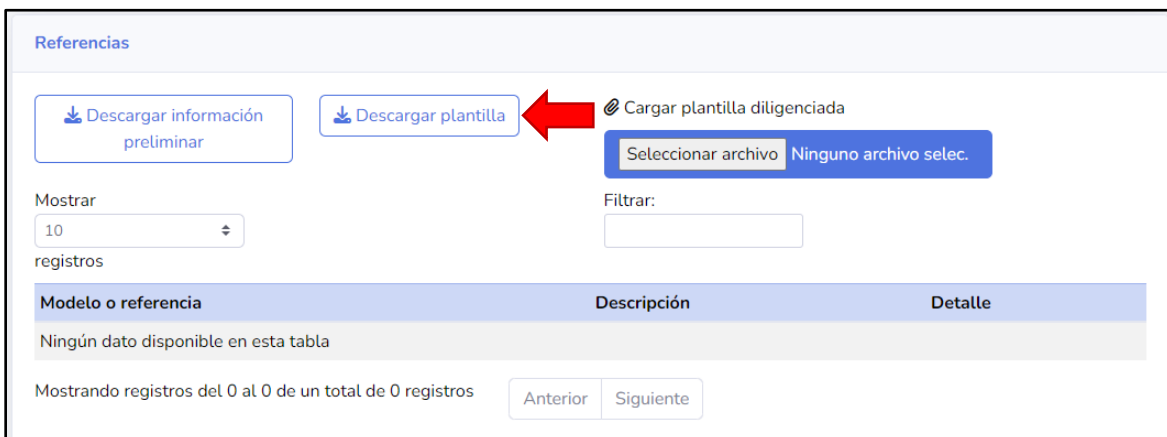 Referencias
Descargar información
preliminar
Descargar plantilla
Cargar plantilla diligenciada
Seleccionar archivo Ninguno archivo selec.
Mostrar
10
registros
Filtrar:
Modelo o referencia Descripción Detalle
Ningún dato disponible en esta tabla
Mostrando registros del 0 al 0 de un total de 0 registros
Anterior Siguiente